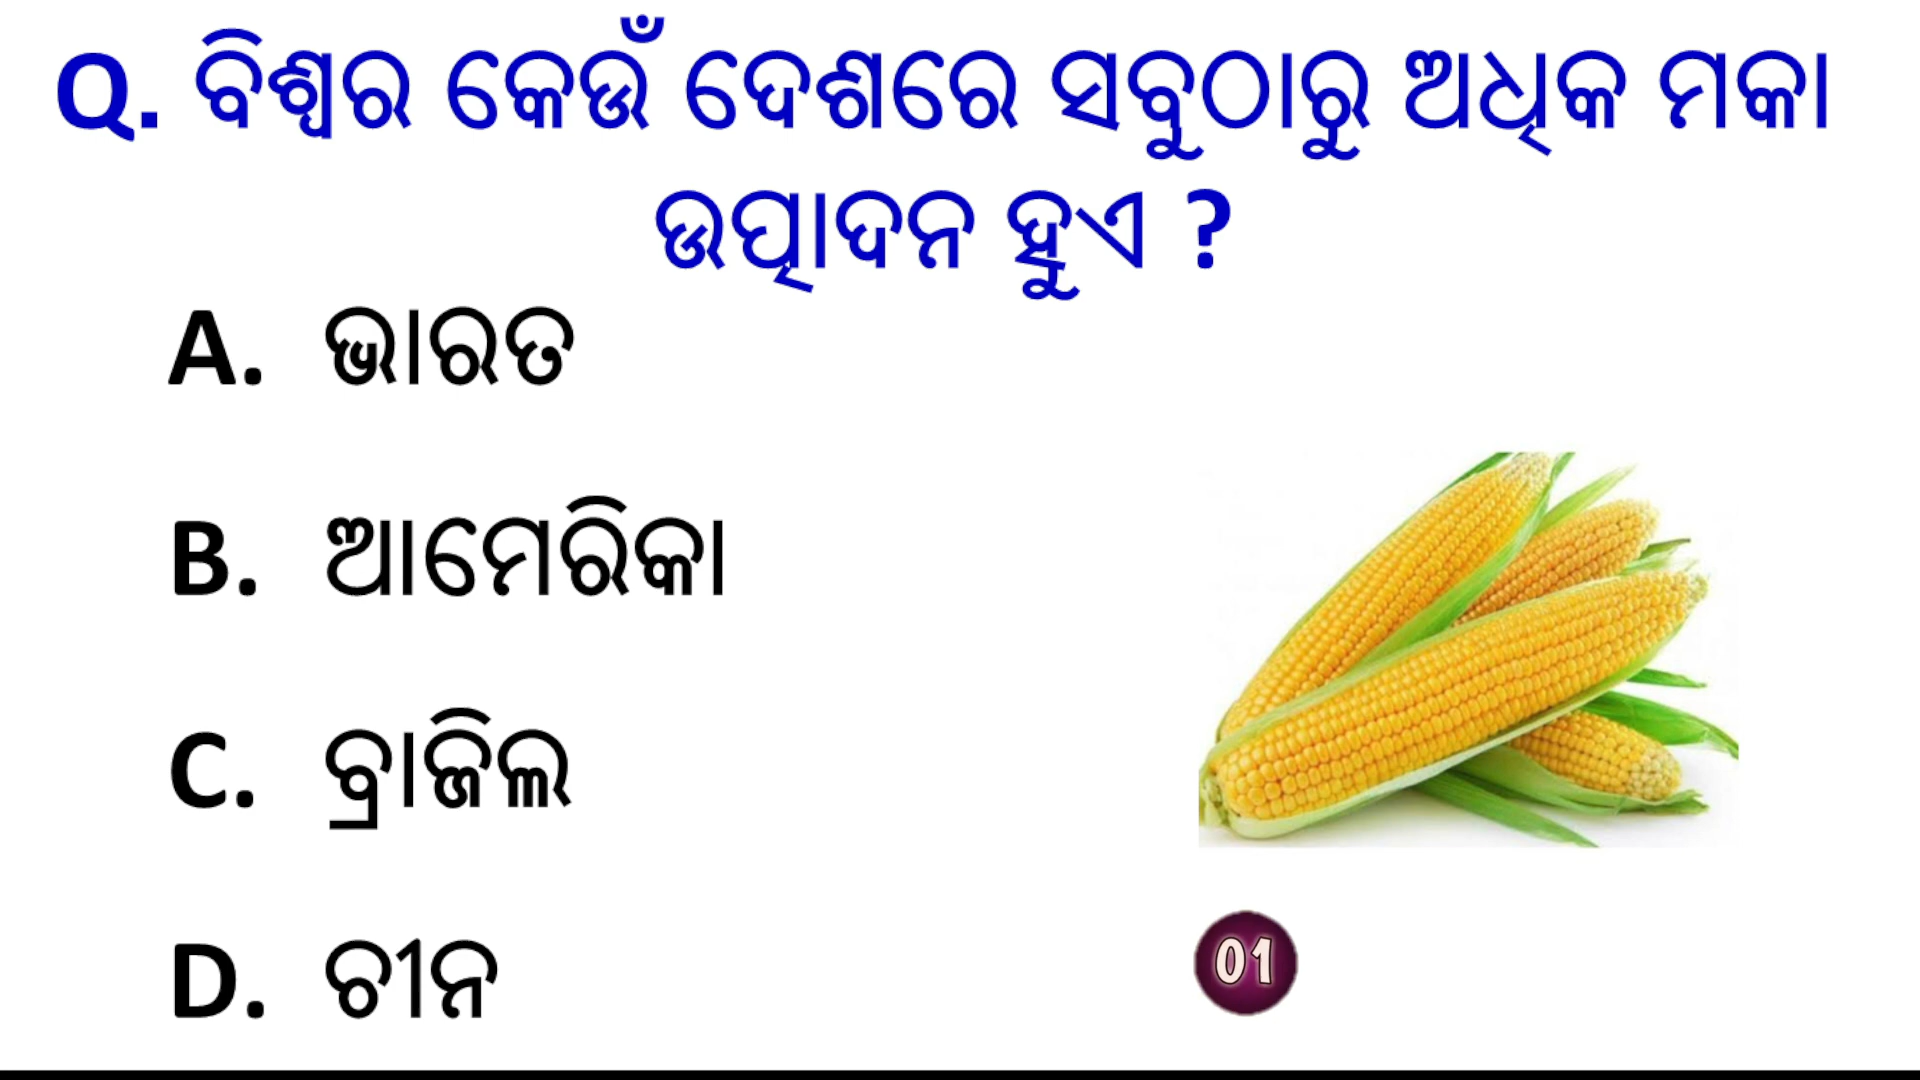 Q. ବିଶ୍ୱର କେଉଁ ଦେଶରେ ସବୁଠାରୁ ଅଧିକ ମକା
ଉତ୍ପାଦନ ହୁଏ ?
A. ଭାରତ
B. ଆମେରିକା
C. ବ୍ରାଜିଲ
D. ଚୀନ
01